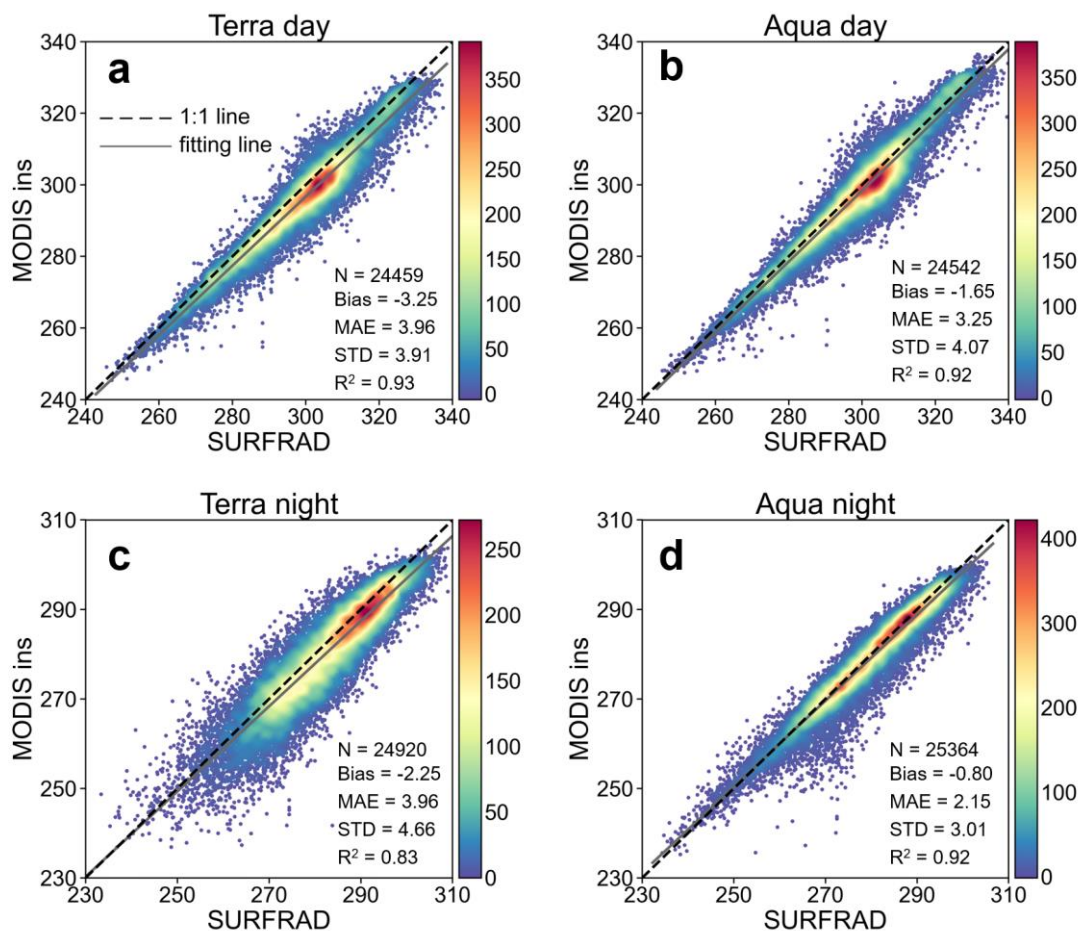 Terra day
a
1:1 line
fitting line
N = 24459
Bias = -3.25
MAE = 3.96
STD = 3.91
R² = 0.93
MODIS ins
340
320
300
280
260
240
240 260 280 300 320 340
SURFRAD
350
300
250
200
150
100
50
0
Aqua day
b
N = 24542
Bias = -1.65
MAE = 3.25
STD = 4.07
R² = 0.92
MODIS ins
340
320
300
280
260
240
240 260 280 300 320 340
SURFRAD
350
300
250
200
150
100
50
0
Terra night
c
N = 24920
Bias = -2.25
MAE = 3.96
STD = 4.66
R² = 0.83
MODIS ins
310
290
270
250
230
230 250 270 290 310
SURFRAD
250
200
150
100
50
0
Aqua night
d
N = 25364
Bias = -0.80
MAE = 2.15
STD = 3.01
R² = 0.92
MODIS ins
310
290
270
250
230
230 250 270 290 310
SURFRAD
400
300
200
100
0